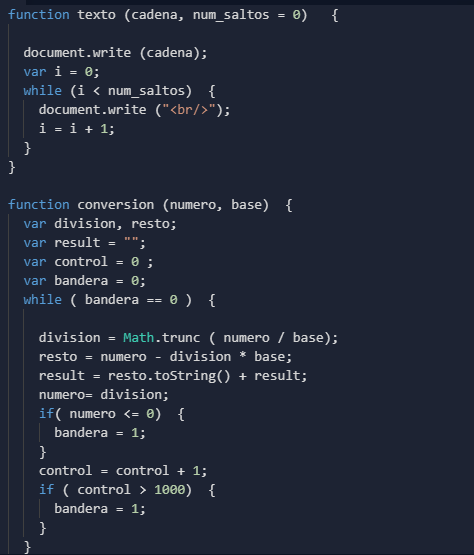 function texto (cadena, num_saltos = 0)   {
document.write (cadena);
var i = 0;
while (i < num_saltos)  {
document.write ("<br/>");
i = i + 1;
}
}
function conversion (numero, base)  {
var division, resto;
var result = "";
var control = 0 ;
var bandera = 0;
while ( bandera == 0 )  {
division = Math.trunc ( numero / base);
resto = numero - division * base;
result = resto.toString() + result;
numero= division;
if( numero <= 0)  {
bandera = 1;
}
control = control + 1;
if ( control > 1000)  {
bandera = 1;
}
}